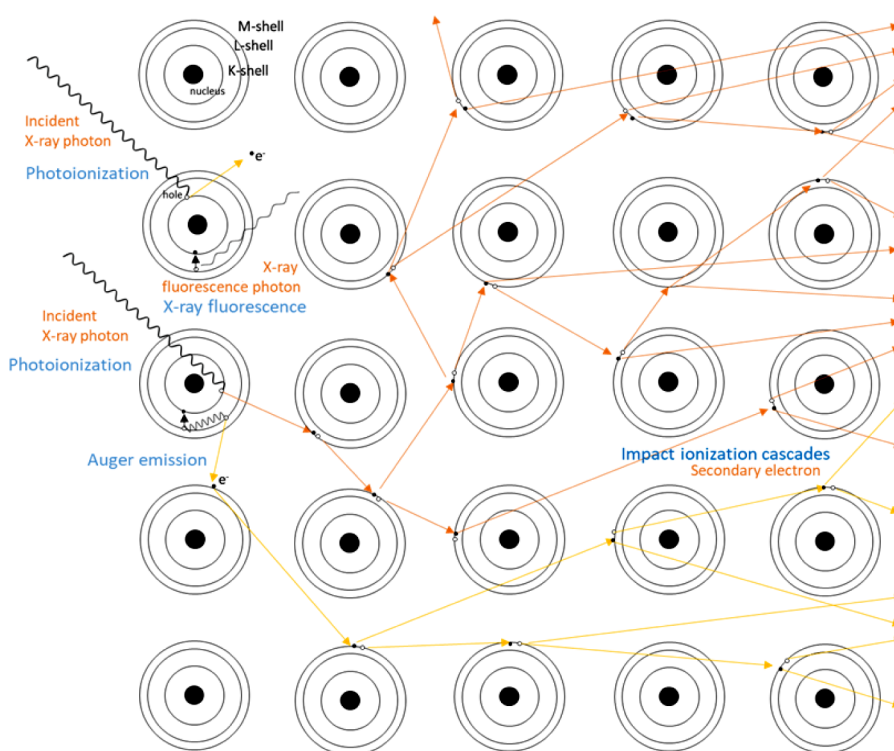 M-shell
L-shell
K-shell
nucleus
Incident
X-ray photon
e-
Photoionization
hole
X-ray
fluorescence photon
X-ray fluorescence
Incident
X-ray photon
Photoionization
Auger emission
e-
Impact ionization cascades
Secondary electron